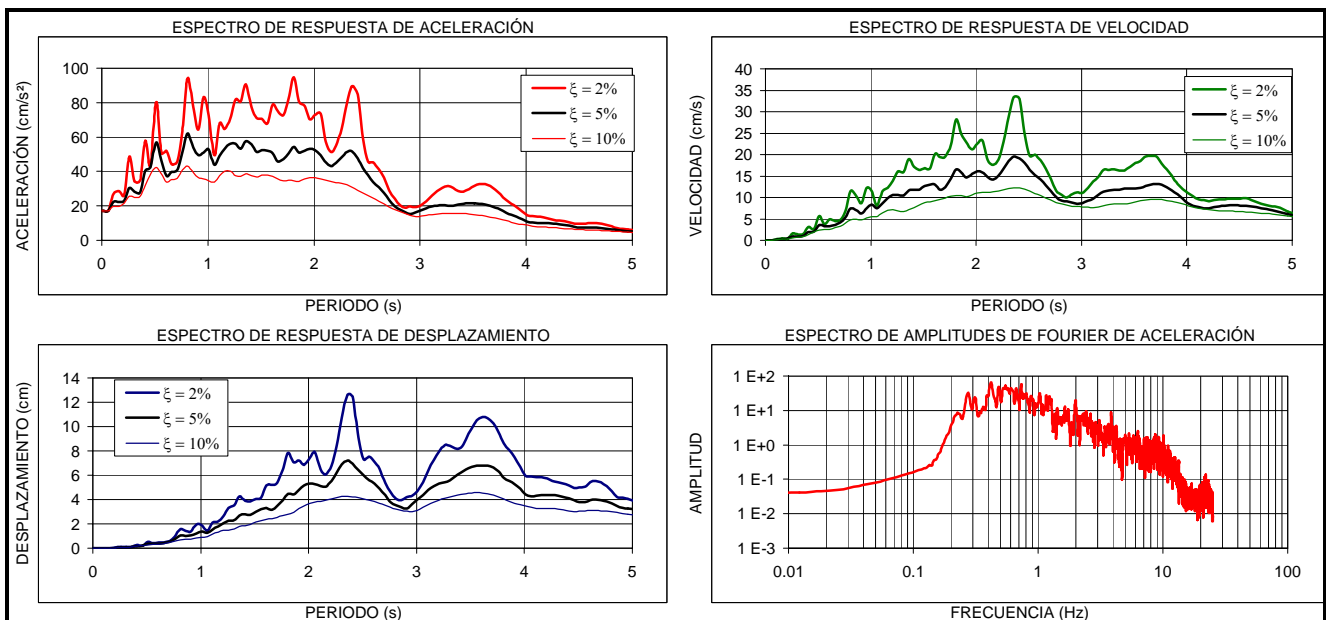 ESPECTRO DE RESPUESTA DE ACELERACIÓN
ACELERACIÓN (cm/s²)
100
80
60
40
20
0
ξ = 2%
ξ = 5%
ξ = 10%
0 1 2 3 4 5
PERIODO (s)
ESPECTRO DE RESPUESTA DE VELOCIDAD
VELOCIDAD (cm/s)
40
35
30
25
20
15
10
5
0
ξ = 2%
ξ = 5%
ξ = 10%
0 1 2 3 4 5
PERIODO (s)
ESPECTRO DE RESPUESTA DE DESPLAZAMIENTO
DESPLAZAMIENTO (cm)
14
12
10
8
6
4
2
0
ξ = 2%
ξ = 5%
ξ = 10%
0 1 2 3 4 5
PERIODO (s)
ESPECTRO DE AMPLITUDES DE FOURIER DE ACELERACIÓN
AMPLITUD
1 E+2
1 E+1
1 E+0
1 E-1
1 E-2
1 E-3
0.01 0.1 1 10 100
FRECUENCIA (Hz)